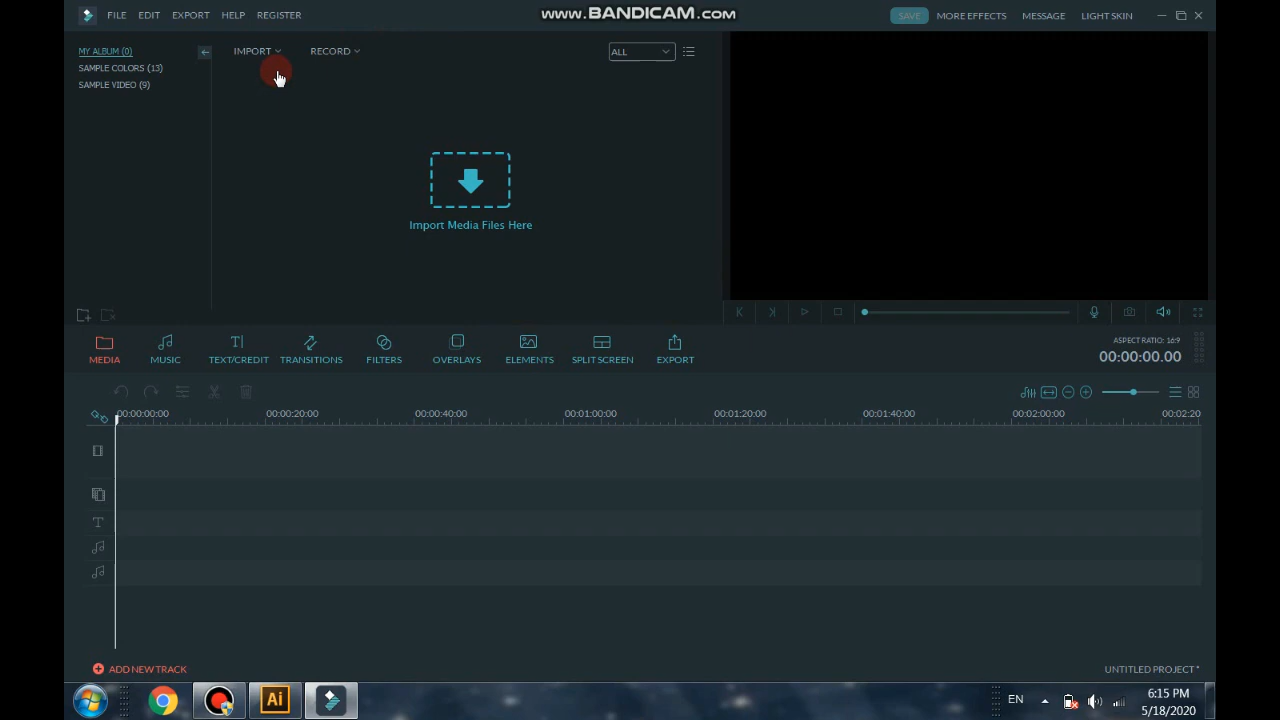 FILE EDIT EXPORT HELP REGISTER
www.BANDICAM.com
SAVE MORE EFFECTS MESSAGE LIGHT SKIN
MY ALBUM (0)
SAMPLE COLORS (13)
SAMPLE VIDEO (9)
IMPORT RECORD ALL
Import Media Files Here
MEDIA MUSIC TEXT/CREDIT TRANSITIONS FILTERS OVERLAYS ELEMENTS SPLIT SCREEN EXPORT
ASPECT RATIO: 16:9
00:00:00.00
00:00:00:00 00:00:20:00 00:00:40:00 00:01:00:00 00:01:20:00 00:01:40:00 00:02:00:00 00:02:20
ADD NEW TRACK
UNTITLED PROJECT *
Ai
EN
6:15 PM
5/18/2020